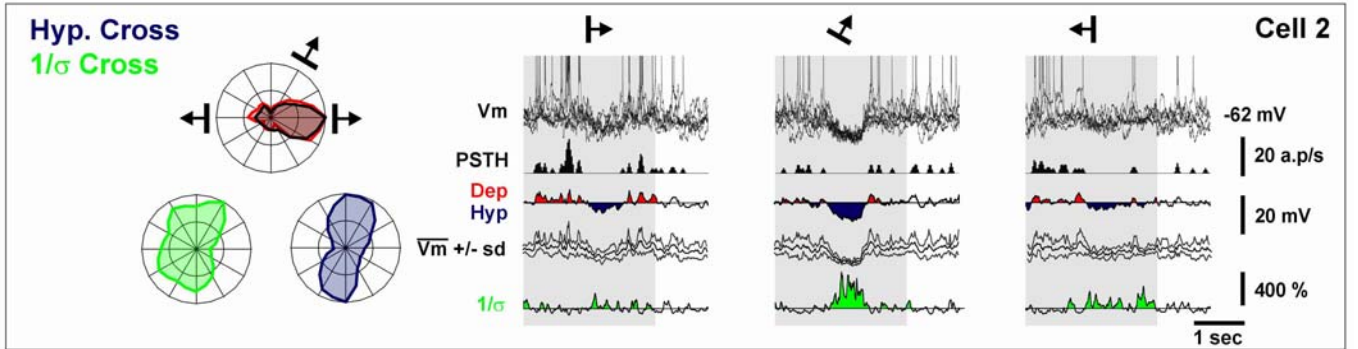 Hyp. Cross
1/σ Cross
Cell 2
Vm
-62 mV
PSTH
20 a.p/s
Dep
Hyp
20 mV
V̅m̅ +/- sd
1/σ
400 %
1 sec